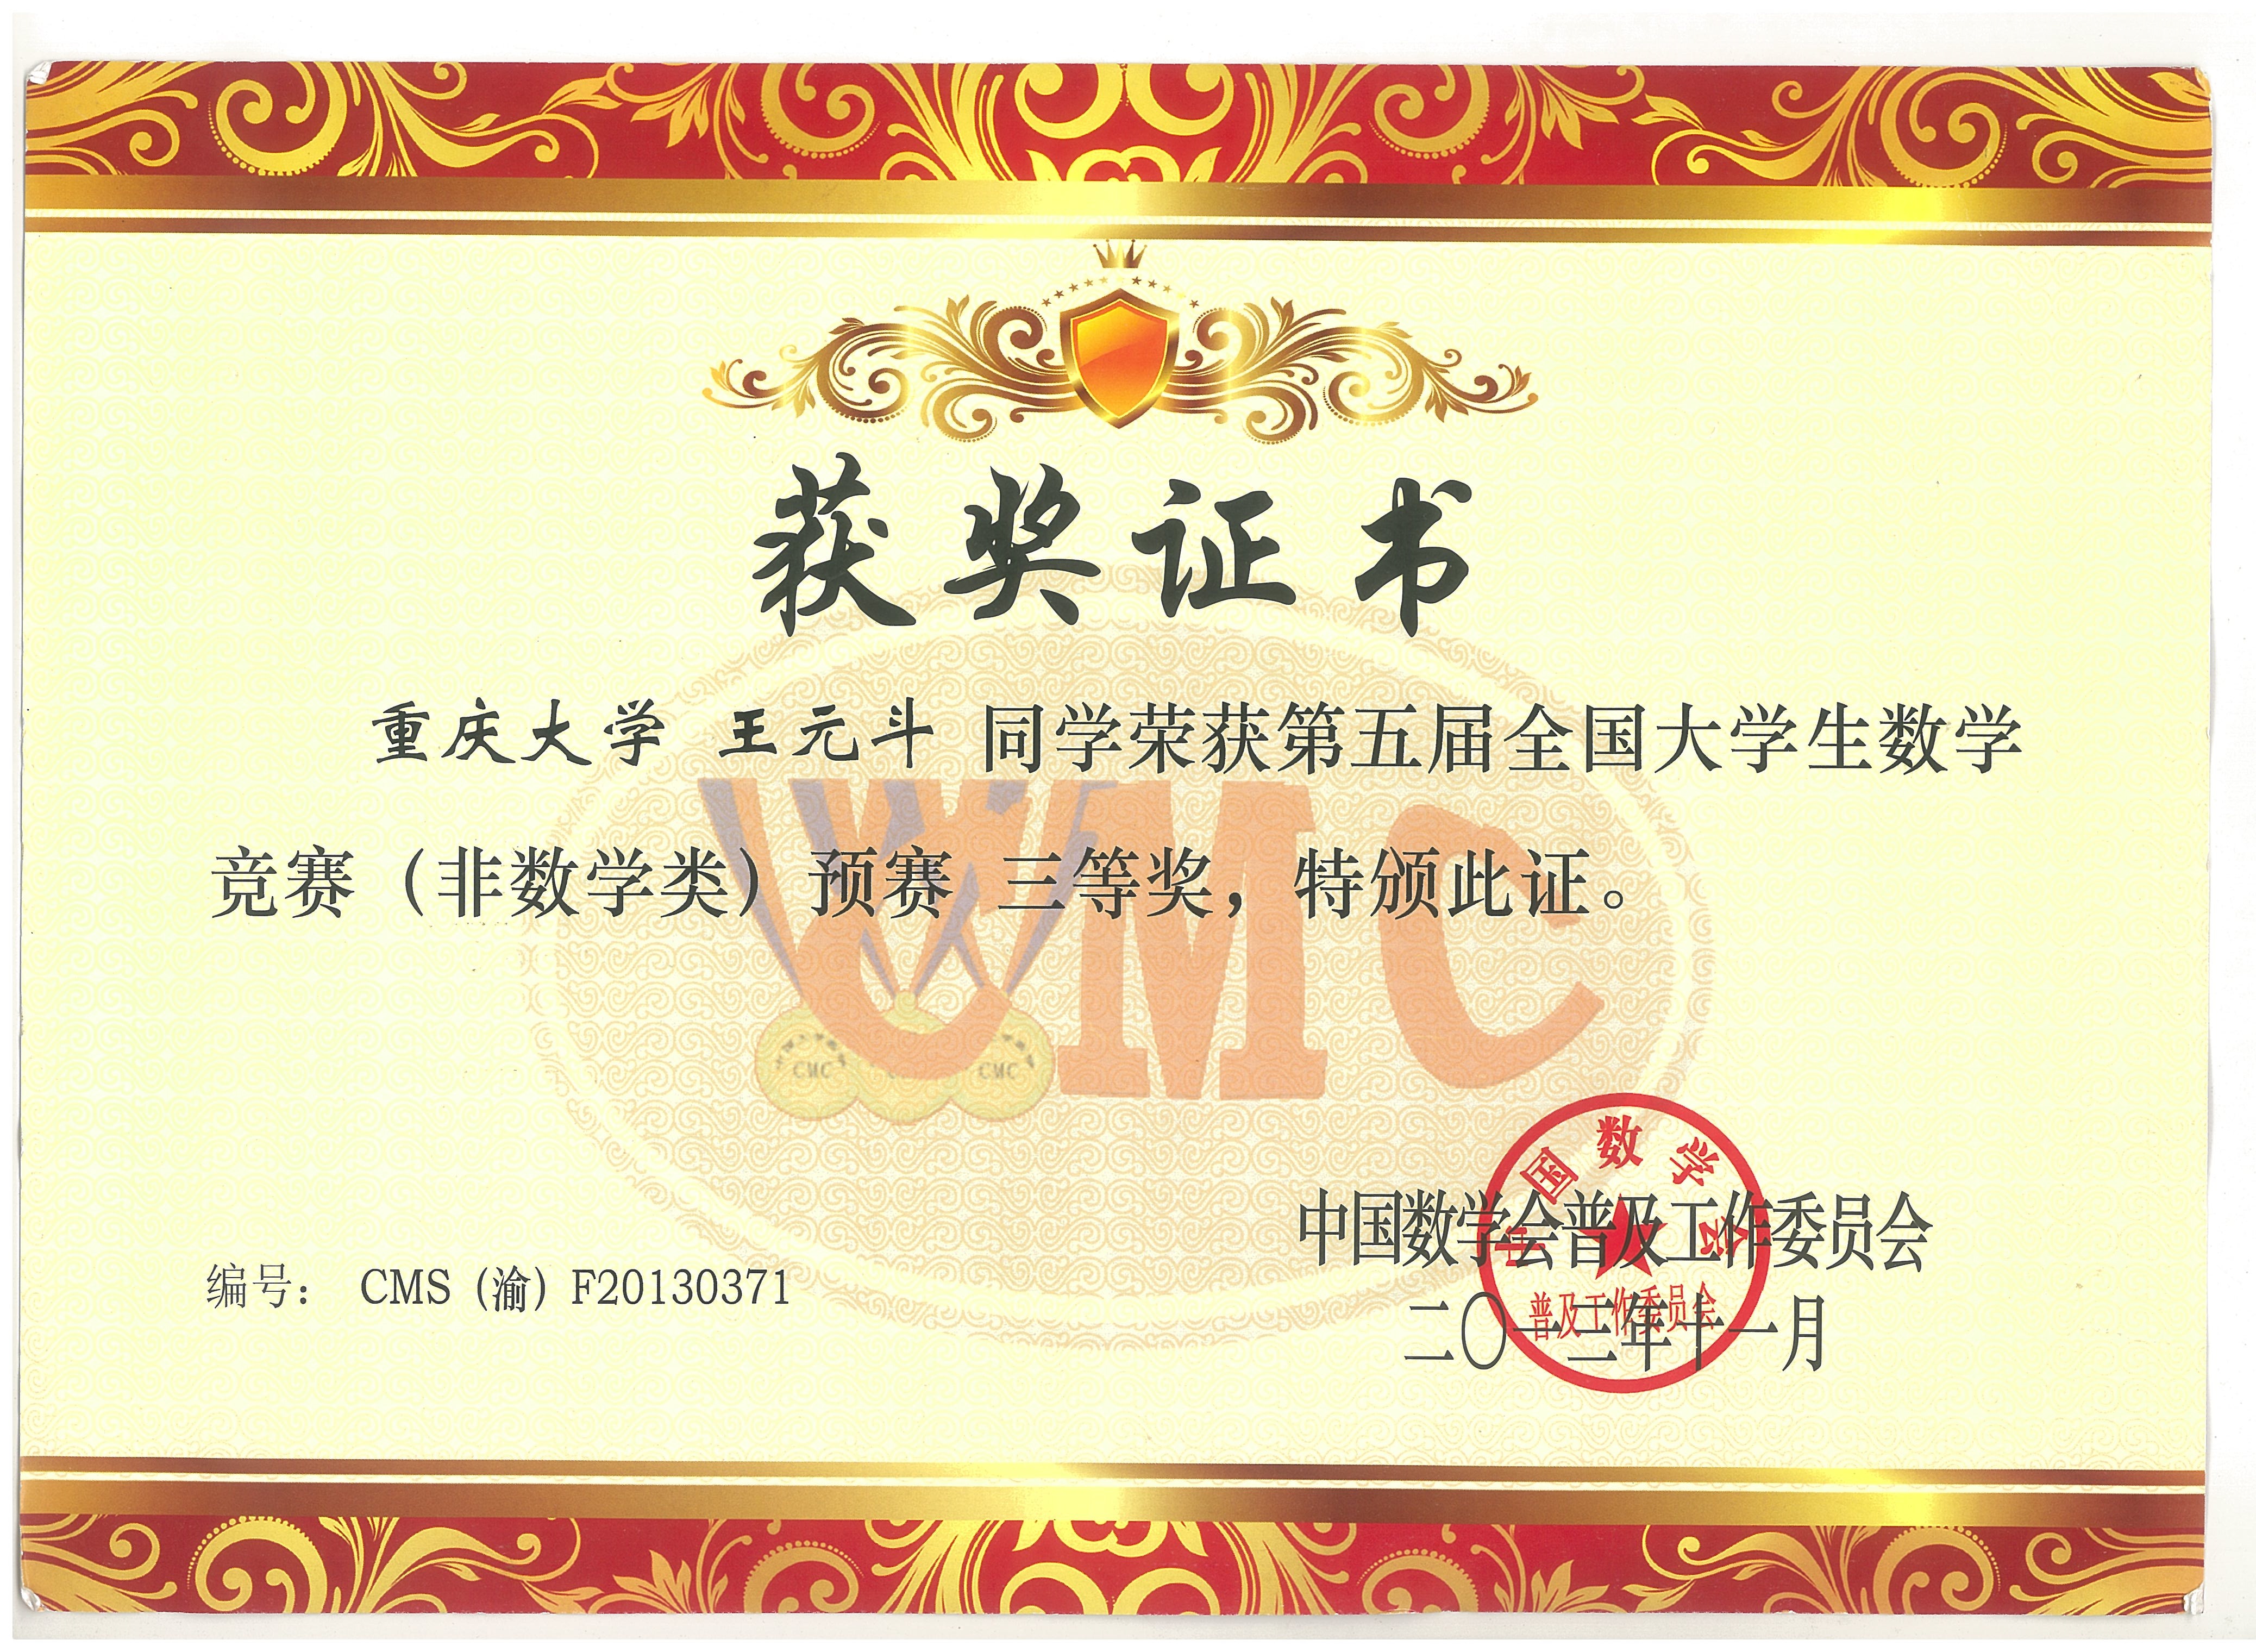 获奖证书
重庆大学 王元斗 同学荣获第五届全国大学生数学
竞赛（非数学类）预赛 三等奖，特颁此证。
CMC
CMC
CMC
中国数学会
中国数学会普及工作委员会
编号： CMS（渝）F20130371
普及工作委员会
二〇一三年十一月